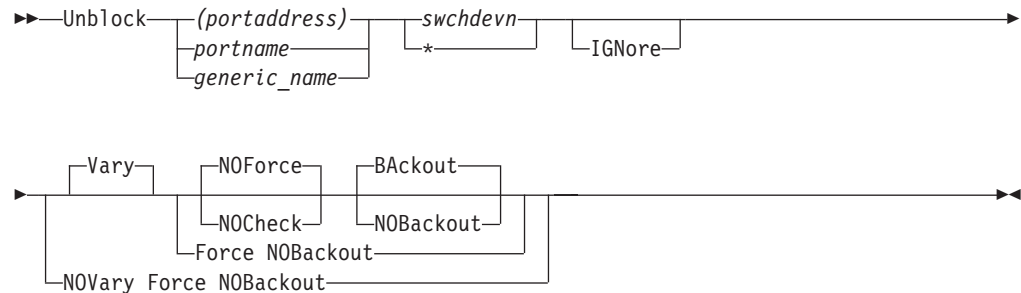 Unblock (portaddress) swchdevn
portname * IGNore
generic_name
Vary NOForce BAckout
NOCheck NOBackout
Force NOBackout
NOVary Force NOBackout